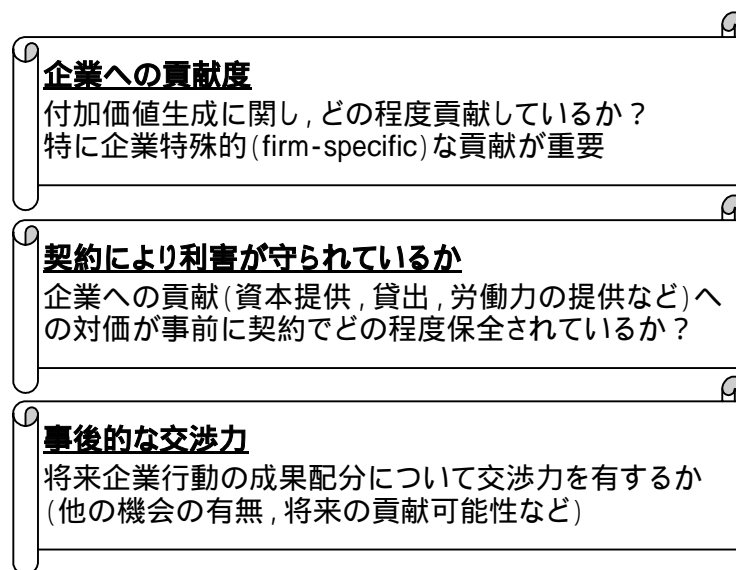 企業への貢献度
付加価値生成に関し，どの程度貢献しているか？
特に企業特殊的（firm-specific）な貢献が重要
契約により利害が守られているか
企業への貢献（資本提供，貸出，労働力の提供など）へ
の対価が事前に契約でどの程度保全されているか？
事後的な交渉力
将来企業行動の成果配分について交渉力を有するか
（他の機会の有無，将来の貢献可能性など）